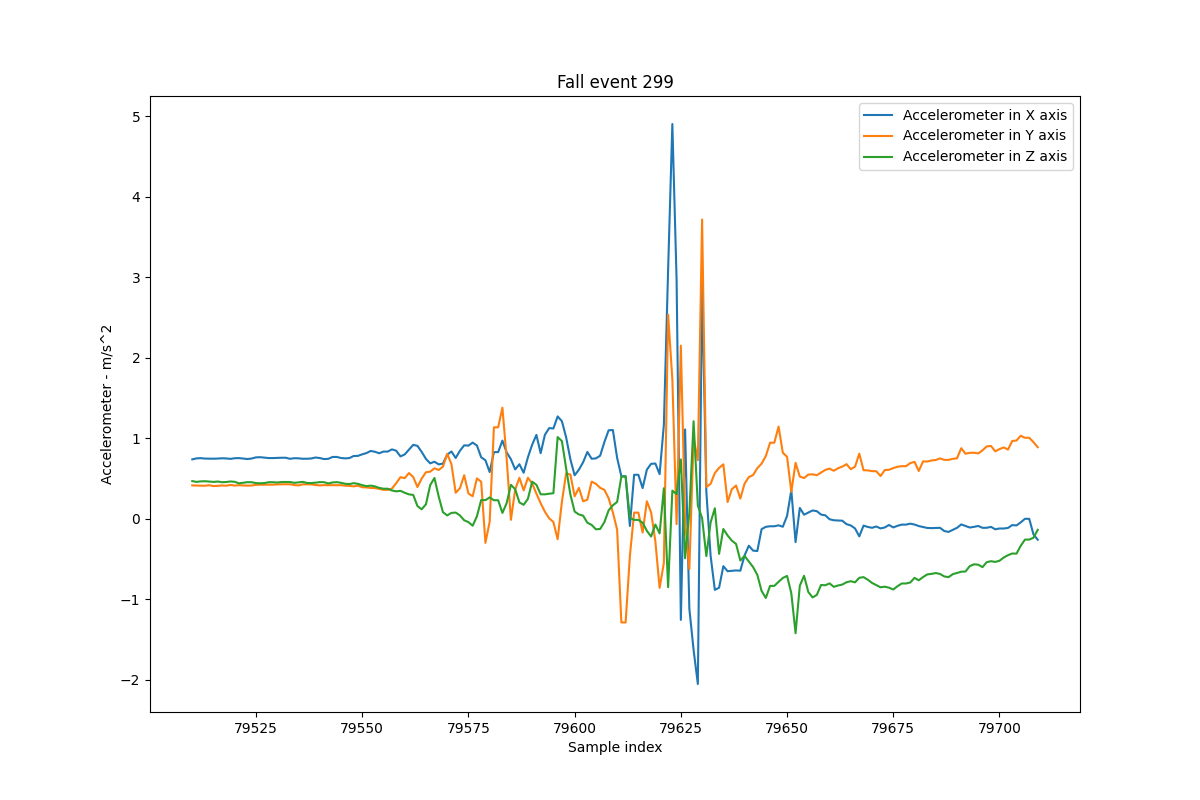 Fall event 299
Accelerometer in X axis
Accelerometer in Y axis
Accelerometer in Z axis
Accelerometer - m/s^2
5
4
3
2
1
0
−1
−2
79525 79550 79575 79600 79625 79650 79675 79700
Sample index